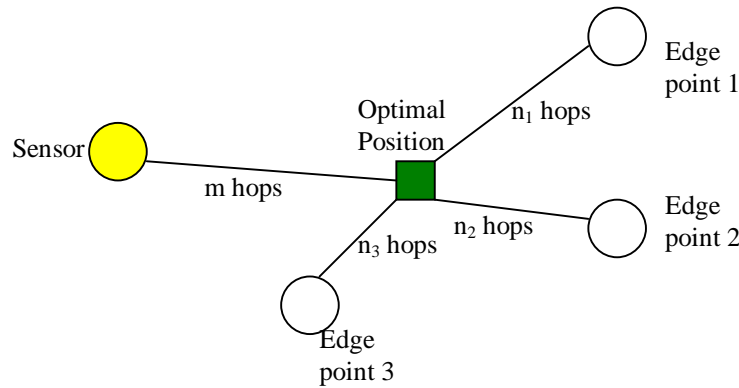 Edge
point 1
Optimal
Position
n₁ hops
Sensor
m hops
n₂ hops
Edge
point 2
n₃ hops
Edge
point 3